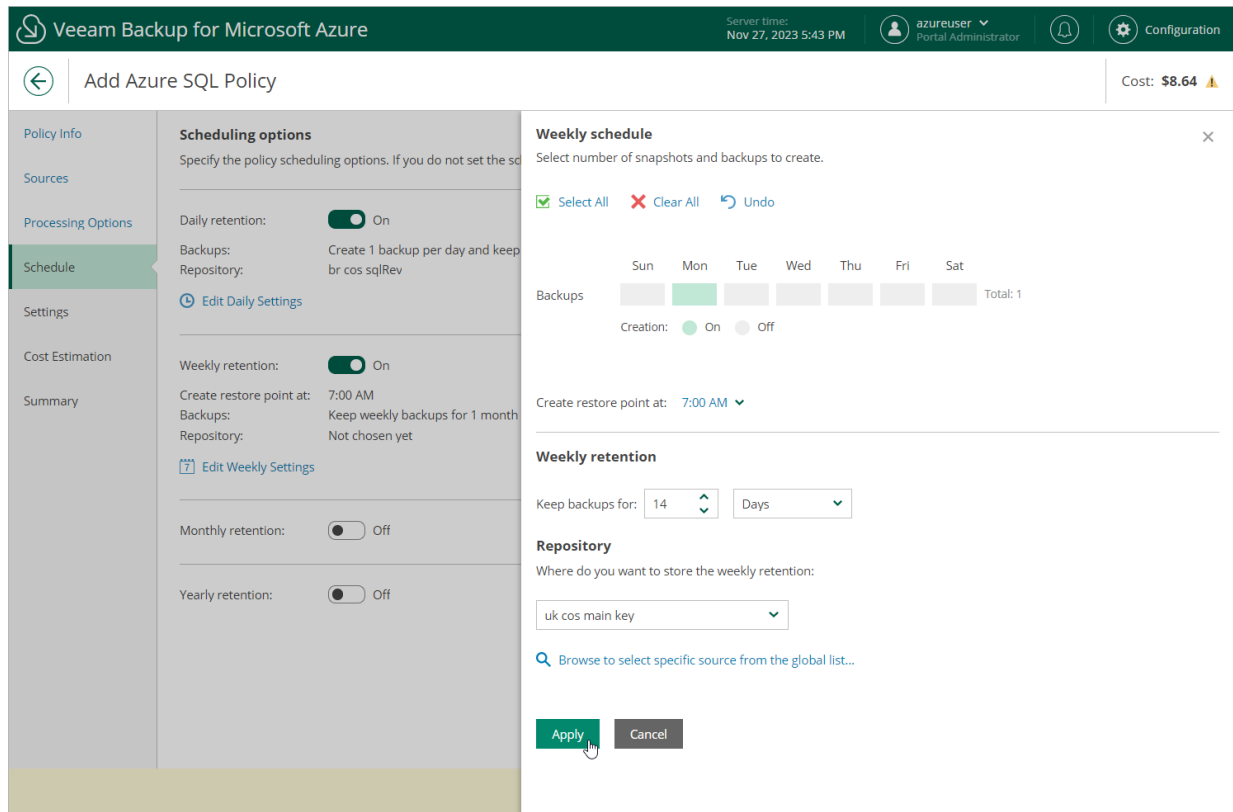 Veeam Backup for Microsoft Azure
Server time:
Nov 27, 2023 5:43 PM
azureuser
Portal Administrator
Configuration
Add Azure SQL Policy
Cost: $8.64
Policy Info
Sources
Processing Options
Schedule
Settings
Cost Estimation
Summary
Scheduling options
Specify the policy scheduling options. If you do not set the
Daily retention: On
Backups: Create 1 backup per day and keep
Repository: br cos sqlRev
Edit Daily Settings
Weekly retention: On
Create restore point at: 7:00 AM
Backups: Keep weekly backups for 1 month
Repository: Not chosen yet
7 Edit Weekly Settings
Monthly retention: Off
Yearly retention: Off
Weekly schedule
Select number of snapshots and backups to create.
Select All Clear All Undo
Sun Mon Tue Wed Thu Fri Sat
Backups Total: 1
Creation: On Off
Create restore point at: 7:00 AM
Weekly retention
Keep backups for: 14 Days
Repository
Where do you want to store the weekly retention:
uk cos main key
Browse to select specific source from the global list...
Apply Cancel